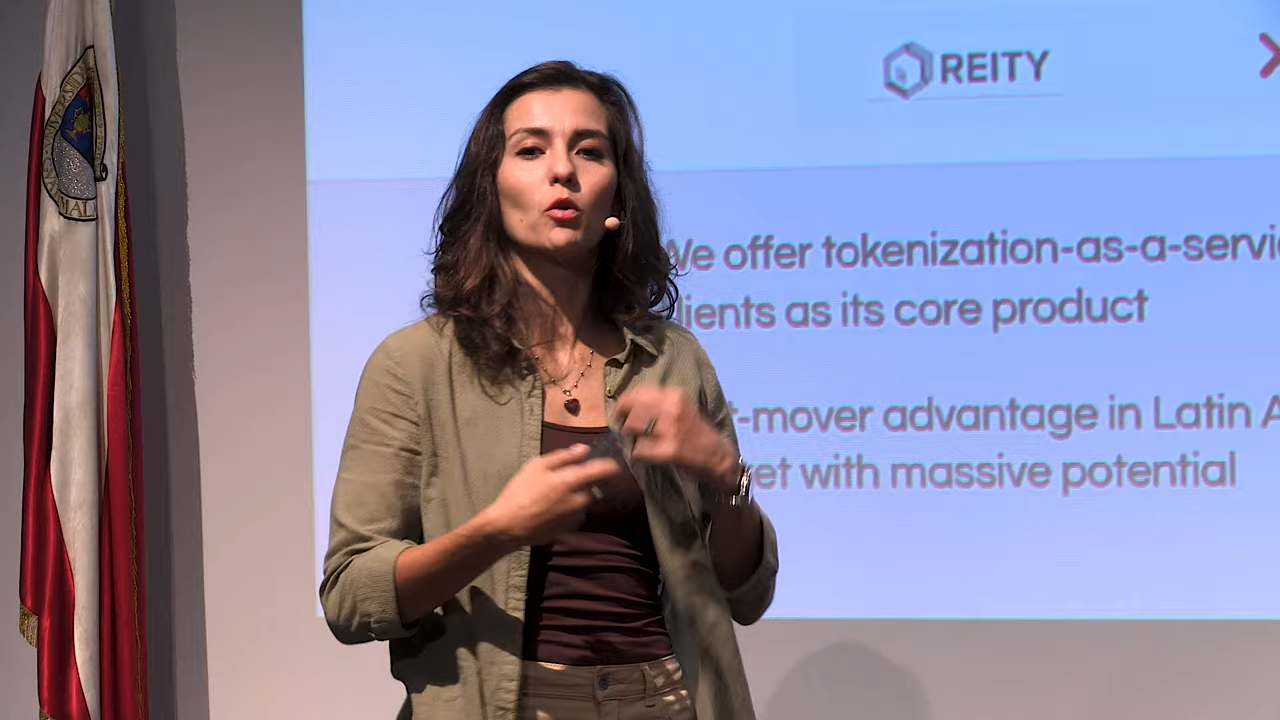 REITY
We offer tokenization-as-a-servi
lients as its core product
t-mover advantage in Latin A
et with massive potential